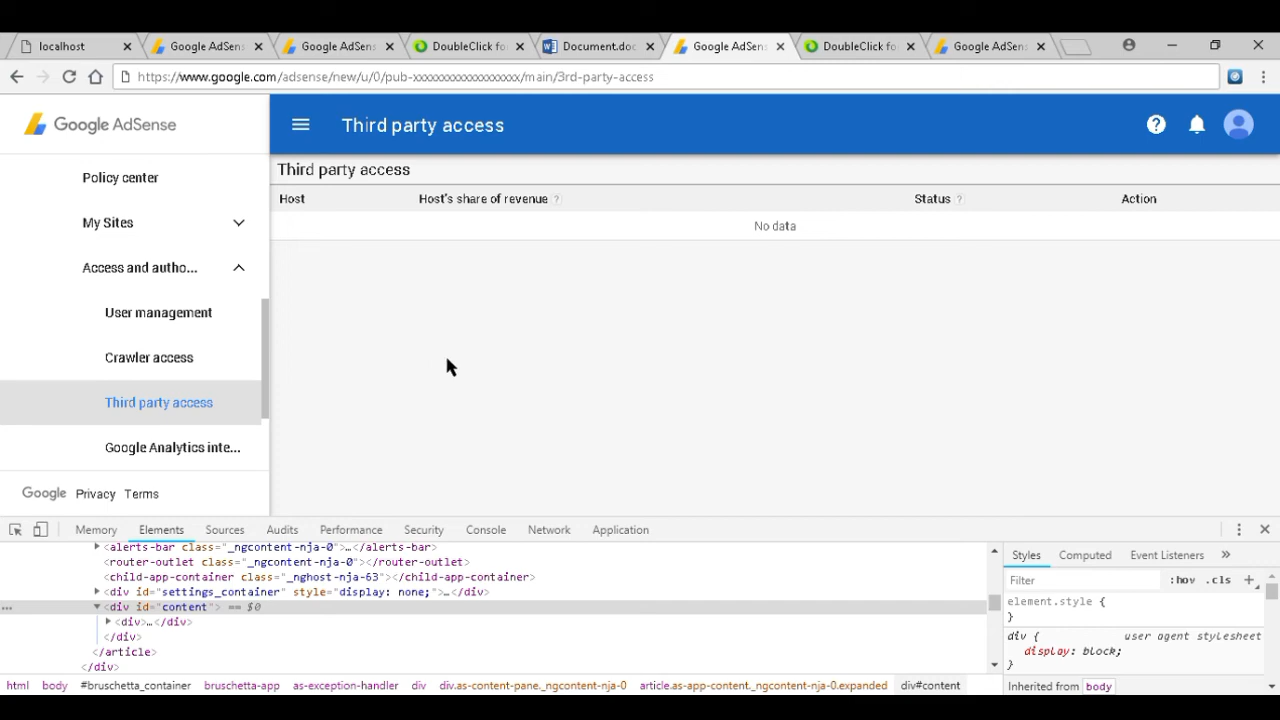 localhost
Google AdSens
Google AdSens
DoubleClick fo
Document.doc
Google AdSens
DoubleClick fo
Google AdSens
https://www.google.com/adsense/new/u/0/pub-xxxxxxxxxxxxxxxxxx/main/3rd-party-access
Google AdSense
Third party access
Policy center
My Sites
Access and autho...
User management
Crawler access
Third party access
Google Analytics inte...
Google Privacy Terms
Third party access
Host Host's share of revenue ? Status ? Action
No data
Memory Elements Sources Audits Performance Security Console Network Application
<alerts-bar class="_ngcontent-nja-0">…</alerts-bar>
<router-outlet class="_ngcontent-nja-0"></router-outlet>
<child-app-container class="_nghost-nja-63"></child-app-container>
<div id="settings_container" style="display: none;">…</div>
... <div id="content"> == $0
<div>…</div>
</div>
</article>
</div>
html body #bruschetta_container bruschetta-app as-exception-handler div div.as-content-pane._ngcontent-nja-0 article.as-app-content._ngcontent-nja-0.expanded div#content
Styles Computed Event Listeners »
Filter :hov .cls +
element.style {
}
div { user agent stylesheet
display: block;
}
Inherited from body